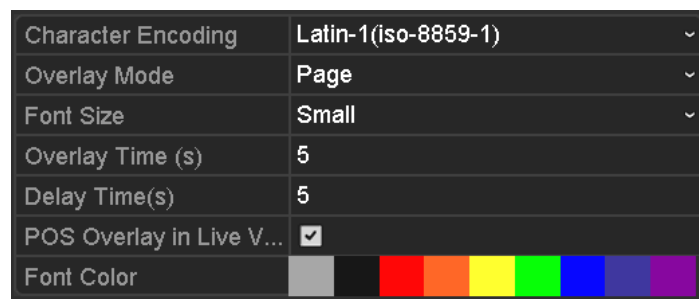 Character Encoding Latin-1(iso-8859-1)
Overlay Mode Page
Font Size Small
Overlay Time (s) 5
Delay Time(s) 5
POS Overlay in Live V...
Font Color